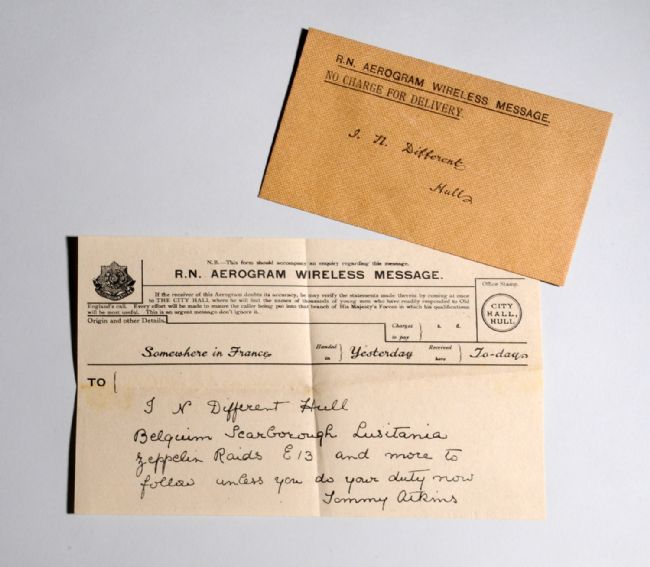 R.N. AEROGRAM WIRELESS MESSAGE.
NO CHARGE FOR DELIVERY.
I. N. Different
Hull
N.B.—This form should accompany an enquiry regarding this message.
R.N. AEROGRAM WIRELESS MESSAGE.
If the receiver of this Aerogram doubts its accuracy, he may verify the statements made therein by coming at once
to THE CITY HALL where he will find the names of thousands of young men who have readily responded to Old
England's call. Every effort will be made to ensure the caller being put into that branch of His Majesty's Forces in which his qualifications
will be most useful. This is an urgent message don't ignore it.
Office Stamp.
CITY
HALL,
HULL.
Origin and other Details.
Charges
to pay
s. d.
Somewhere in France
Handed
in
Yesterday
Received
here
To-day
TO
I N Different Hull
Belguim Scarborough Lusitania
Zeppelin Raids E13 and more to
follow unless you do your duty now
Tommy Atkins